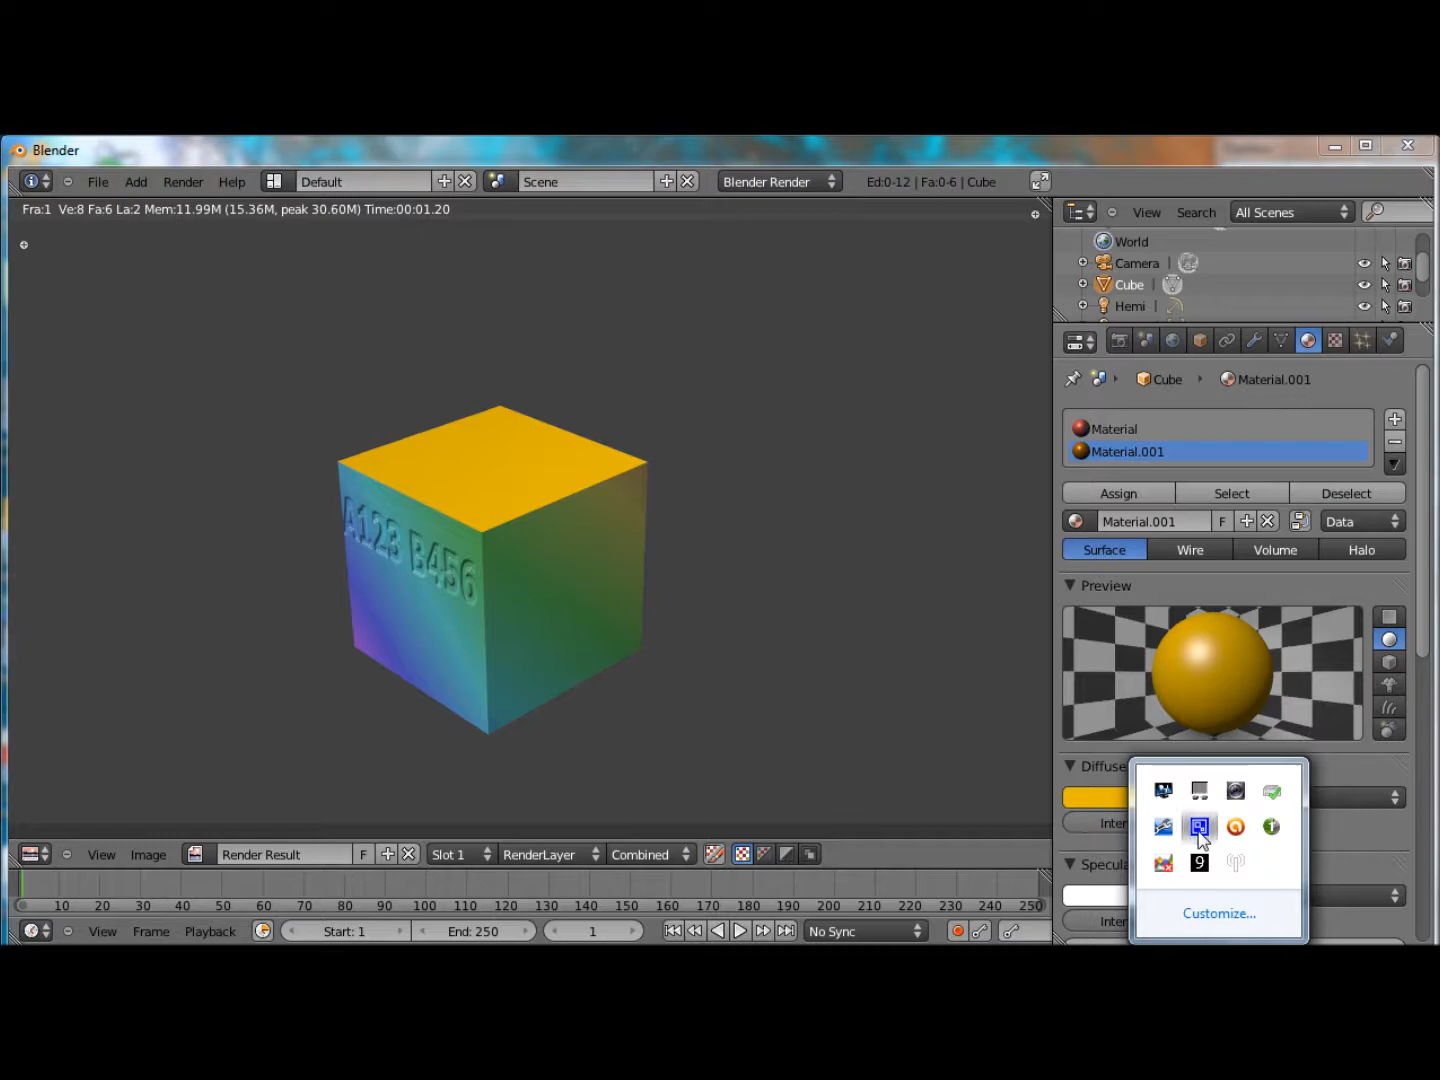 Blender
File Add Render Help Default Scene Blender Render Ed:0-12 | Fa:0-6 | Cube
Fra:1 Ve:8 Fa:6 La:2 Mem:11.99M (15.36M, peak 30.60M) Time:00:01.20
View Search All Scenes
World
Camera
Cube
Hemi
Cube Material.001
Material
Material.001
Assign Select Deselect
Material.001 F Data
Surface Wire Volume Halo
Preview
A123 B456
Diffuse
Inter
Specula
Inter
9
Customize...
View Image Render Result F Slot 1 RenderLayer Combined
10 20 30 40 50 60 70 80 90 100 110 120 130 140 150 160 170 180 190 200 210 220 230 240 250
View Frame Playback Start: 1 End: 250 1 No Sync